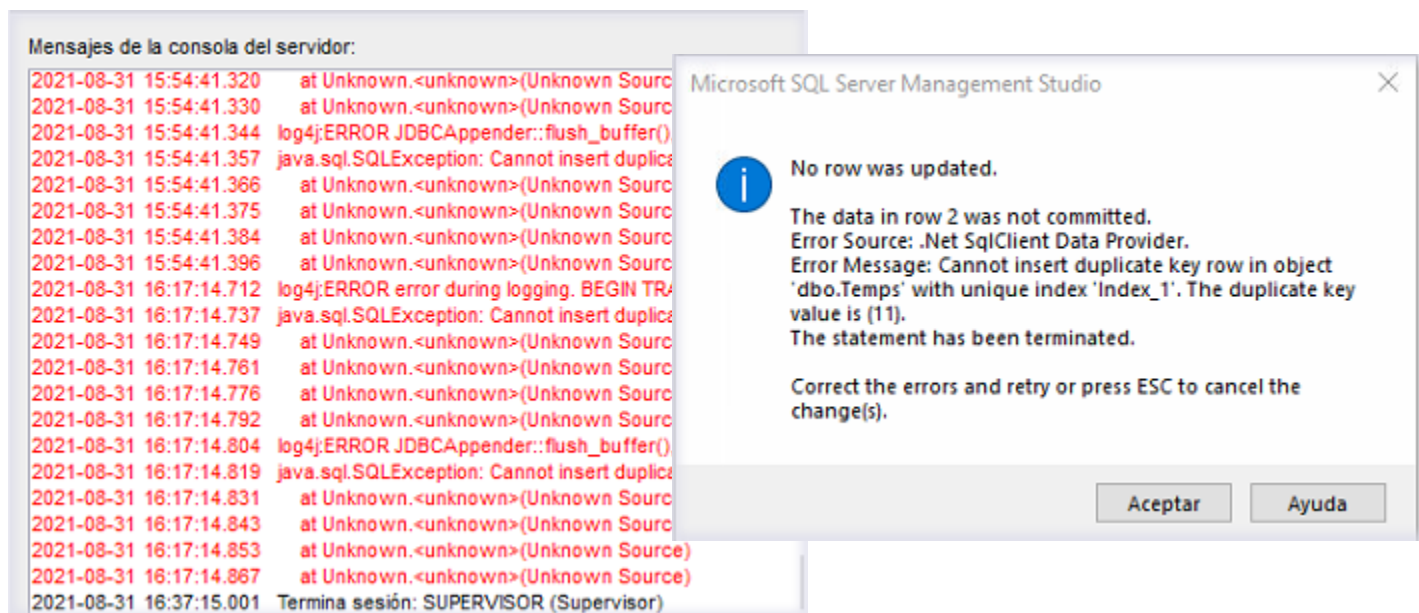 Mensajes de la consola del servidor:
2021-08-31 15:54:41.320 at Unknown.<unknown>(Unknown Sourc
2021-08-31 15:54:41.330 at Unknown.<unknown>(Unknown Sourc
2021-08-31 15:54:41.344 log4j:ERROR JDBCAppender::flush_buffer()
2021-08-31 15:54:41.357 java.sql.SQLException: Cannot insert duplica
2021-08-31 15:54:41.366 at Unknown.<unknown>(Unknown Sourc
2021-08-31 15:54:41.375 at Unknown.<unknown>(Unknown Sourc
2021-08-31 15:54:41.384 at Unknown.<unknown>(Unknown Sourc
2021-08-31 15:54:41.396 at Unknown.<unknown>(Unknown Sourc
2021-08-31 16:17:14.712 log4j:ERROR error during logging. BEGIN TRA
2021-08-31 16:17:14.737 java.sql.SQLException: Cannot insert duplica
2021-08-31 16:17:14.749 at Unknown.<unknown>(Unknown Sourc
2021-08-31 16:17:14.761 at Unknown.<unknown>(Unknown Sourc
2021-08-31 16:17:14.776 at Unknown.<unknown>(Unknown Sourc
2021-08-31 16:17:14.792 at Unknown.<unknown>(Unknown Sourc
2021-08-31 16:17:14.804 log4j:ERROR JDBCAppender::flush_buffer()
2021-08-31 16:17:14.819 java.sql.SQLException: Cannot insert duplica
2021-08-31 16:17:14.831 at Unknown.<unknown>(Unknown Sourc
2021-08-31 16:17:14.843 at Unknown.<unknown>(Unknown Sourc
2021-08-31 16:17:14.853 at Unknown.<unknown>(Unknown Source)
2021-08-31 16:17:14.867 at Unknown.<unknown>(Unknown Source)
2021-08-31 16:37:15.001 Termina sesión: SUPERVISOR (Supervisor)
Microsoft SQL Server Management Studio
No row was updated.
The data in row 2 was not committed.
Error Source: .Net SqlClient Data Provider.
Error Message: Cannot insert duplicate key row in object
'dbo.Temps' with unique index 'Index_1'. The duplicate key
value is (11).
The statement has been terminated.
Correct the errors and retry or press ESC to cancel the
change(s).
Aceptar
Ayuda